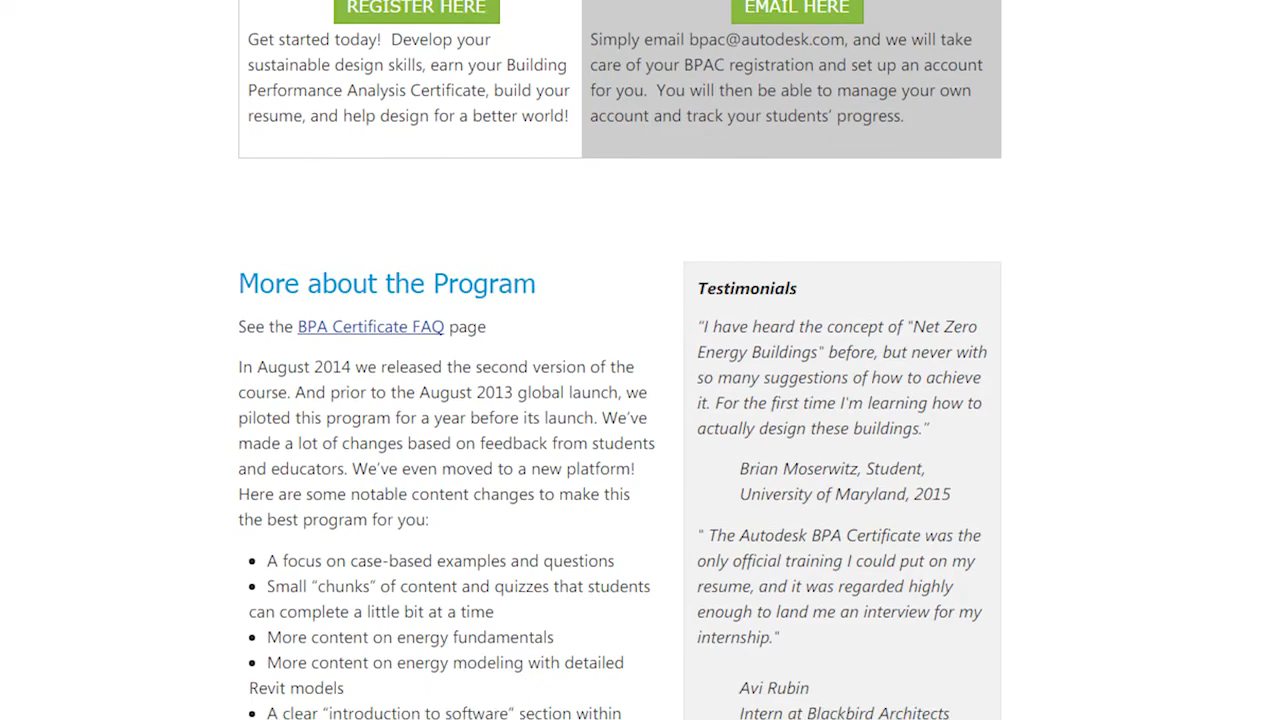 REGISTER HERE
Get started today!  Develop your
sustainable design skills, earn your Building
Performance Analysis Certificate, build your
resume, and help design for a better world!
EMAIL HERE
Simply email bpac@autodesk.com, and we will take
care of your BPAC registration and set up an account
for you.  You will then be able to manage your own
account and track your students’ progress.
More about the Program
See the BPA Certificate FAQ page
In August 2014 we released the second version of the
course. And prior to the August 2013 global launch, we
piloted this program for a year before its launch. We’ve
made a lot of changes based on feedback from students
and educators. We’ve even moved to a new platform!
Here are some notable content changes to make this
the best program for you:
• A focus on case-based examples and questions
• Small “chunks” of content and quizzes that students
can complete a little bit at a time
• More content on energy fundamentals
• More content on energy modeling with detailed
Revit models
• A clear “introduction to software” section within
Testimonials
“I have heard the concept of "Net Zero
Energy Buildings" before, but never with
so many suggestions of how to achieve
it. For the first time I'm learning how to
actually design these buildings.”
Brian Moserwitz, Student,
University of Maryland, 2015
" The Autodesk BPA Certificate was the
only official training I could put on my
resume, and it was regarded highly
enough to land me an interview for my
internship."
Avi Rubin
Intern at Blackbird Architects